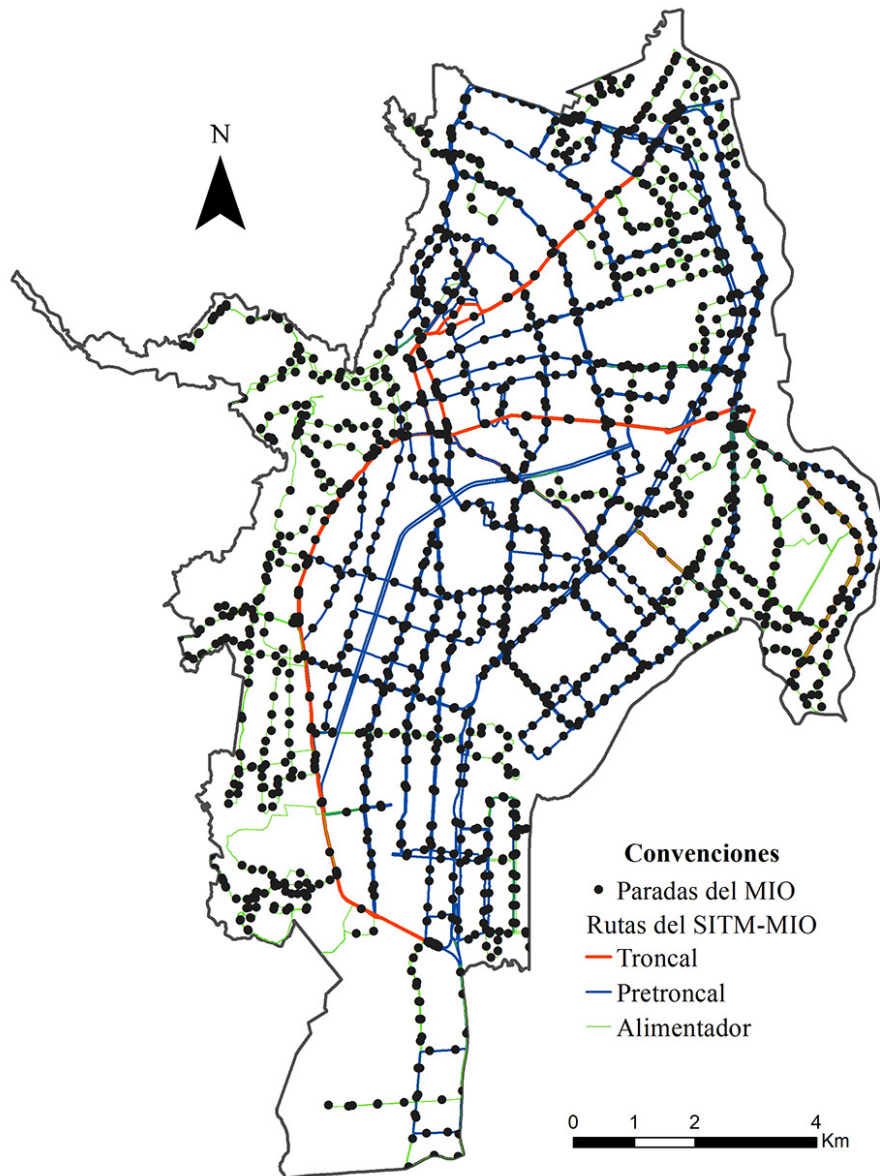 N
Convenciones
Paradas del MIO
Rutas del SITM-MIO
Troncal
Pretroncal
Alimentador
0 1 2 4
Km